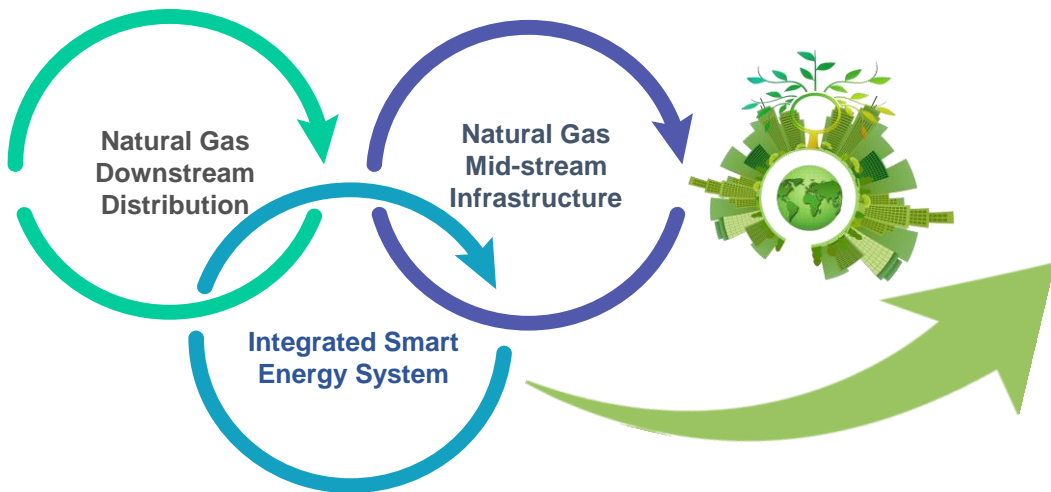 Natural Gas
Downstream
Distribution
Natural Gas
Mid-stream
Infrastructure
Integrated Smart
Energy System